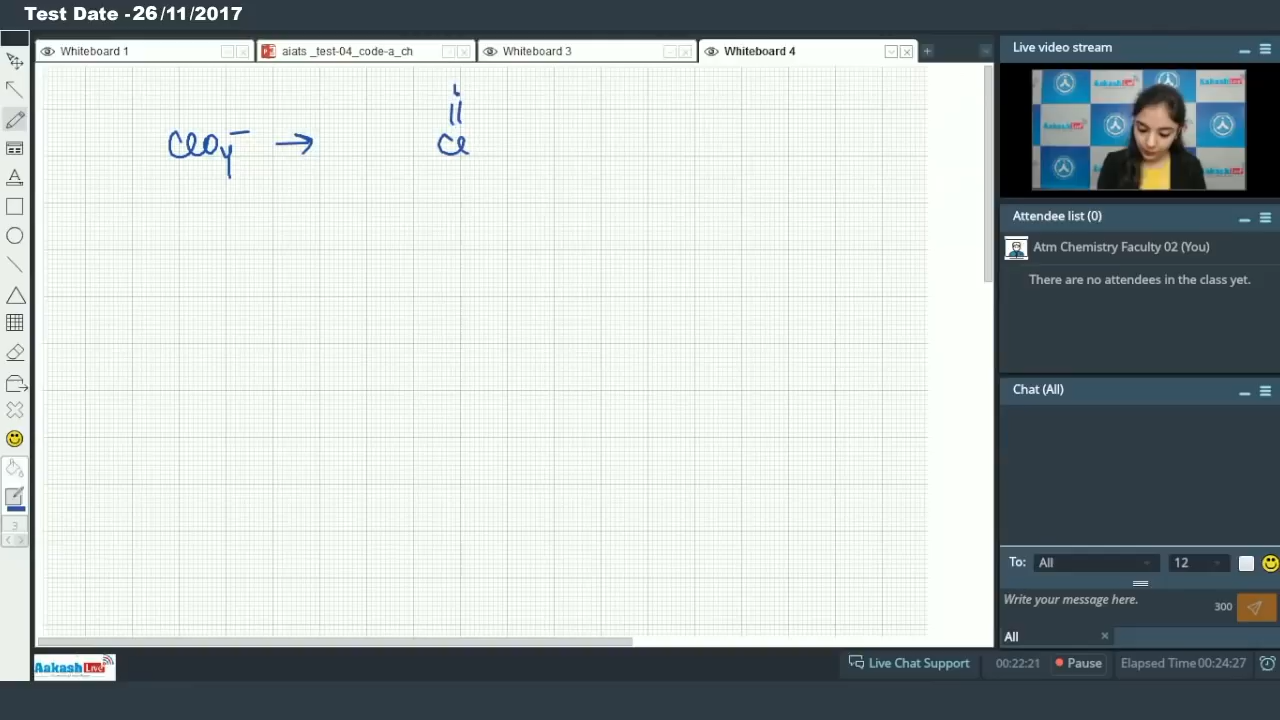 Test Date -26/11/2017
Whiteboard 1
aiats _test-04_code-a_ch
Whiteboard 3
Whiteboard 4
Live video stream
ClO4⁻ →
Cl
Attendee list (0)
Atm Chemistry Faculty 02 (You)
There are no attendees in the class yet.
Chat (All)
To: All 12
Write your message here.
300
All
3
Aakash Live
Live Chat Support
00:22:21
Pause
Elapsed Time 00:24:27